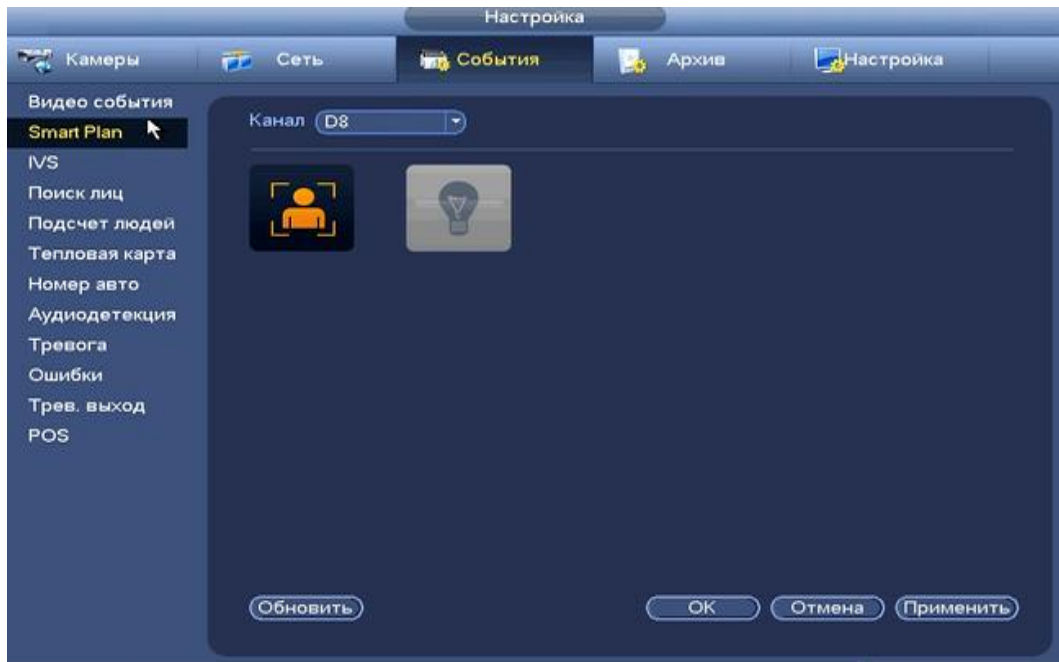 Настройка
Камеры Сеть События Архив Настройка
Видео события
Smart Plan
IVS
Поиск лиц
Подсчет людей
Тепловая карта
Номер авто
Аудиодетекция
Тревога
Ошибки
Трев. выход
POS
Канал D8
Обновить OK Отмена Применить